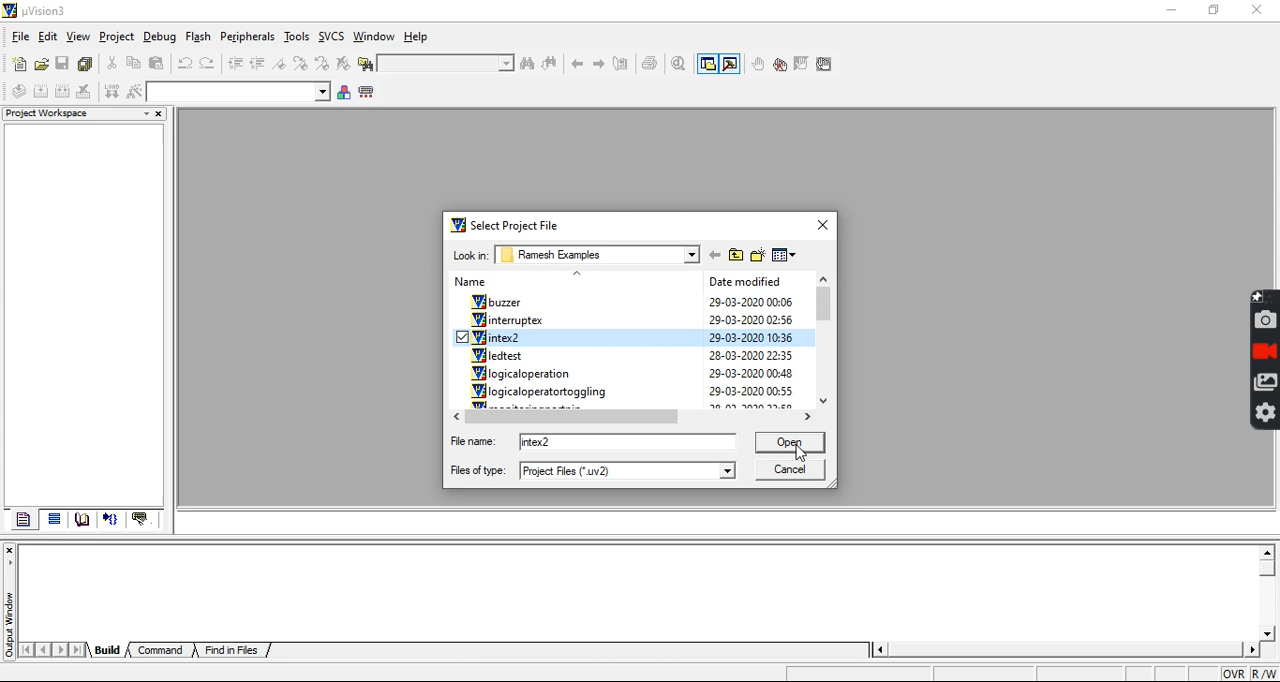 µVision3
File Edit View Project Debug Flash Peripherals Tools SVCS Window Help
LOAD
Project Workspace
Select Project File
Look in: Ramesh Examples
Name Date modified
buzzer 29-03-2020 00:06
interruptex 29-03-2020 02:56
intex2 29-03-2020 10:36
ledtest 28-03-2020 22:35
logicaloperation 29-03-2020 00:48
logicaloperatortoggling 29-03-2020 00:55
File name: intex2 Open
Files of type: Project Files (*.uv2) Cancel
Output Window
Build Command Find in Files
OVR R/W